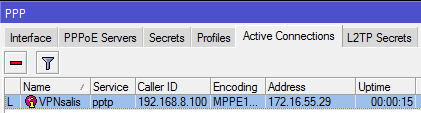 PPP
Interface PPPoE Servers Secrets Profiles Active Connections L2TP Secrets
Name / Service Caller ID Encoding Address Uptime
L VPNsalis pptp 192.168.8.100 MPPE1... 172.16.55.29 00:00:15